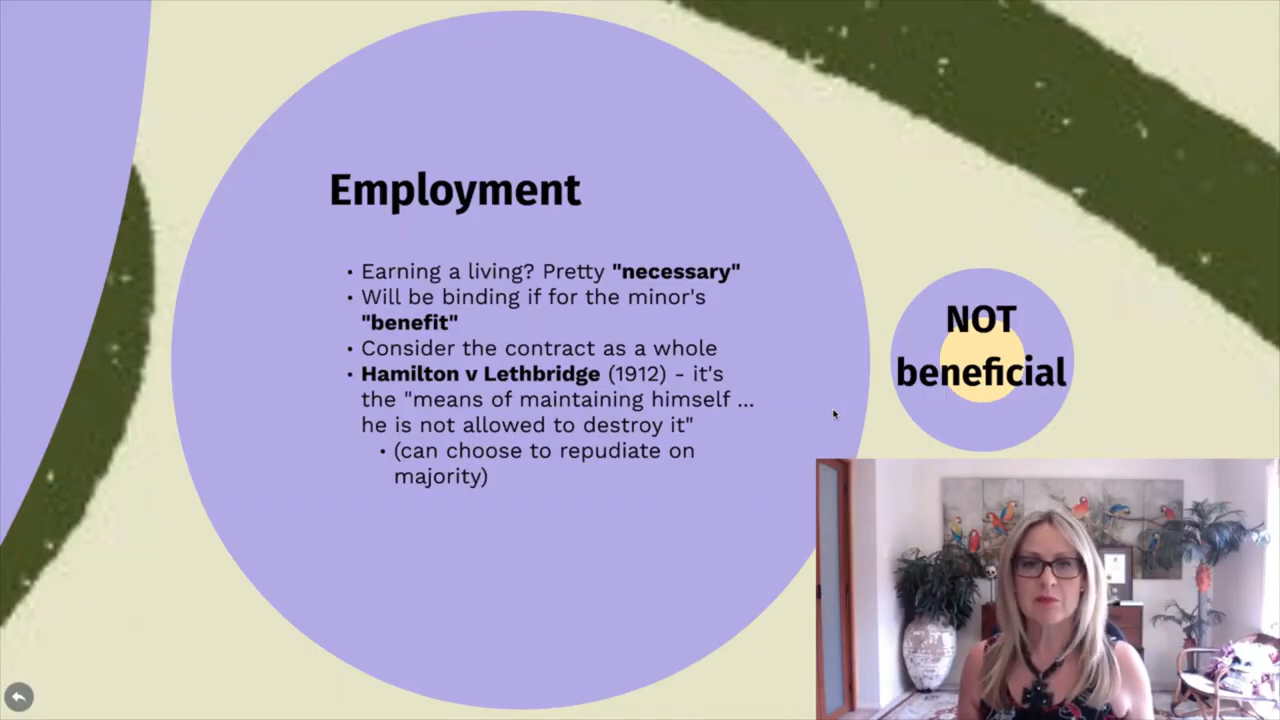 Employment
• Earning a living? Pretty "necessary"
• Will be binding if for the minor's
"benefit"
• Consider the contract as a whole
• Hamilton v Lethbridge (1912) - it's
the "means of maintaining himself ...
he is not allowed to destroy it"
• (can choose to repudiate on
majority)
NOT
beneficial